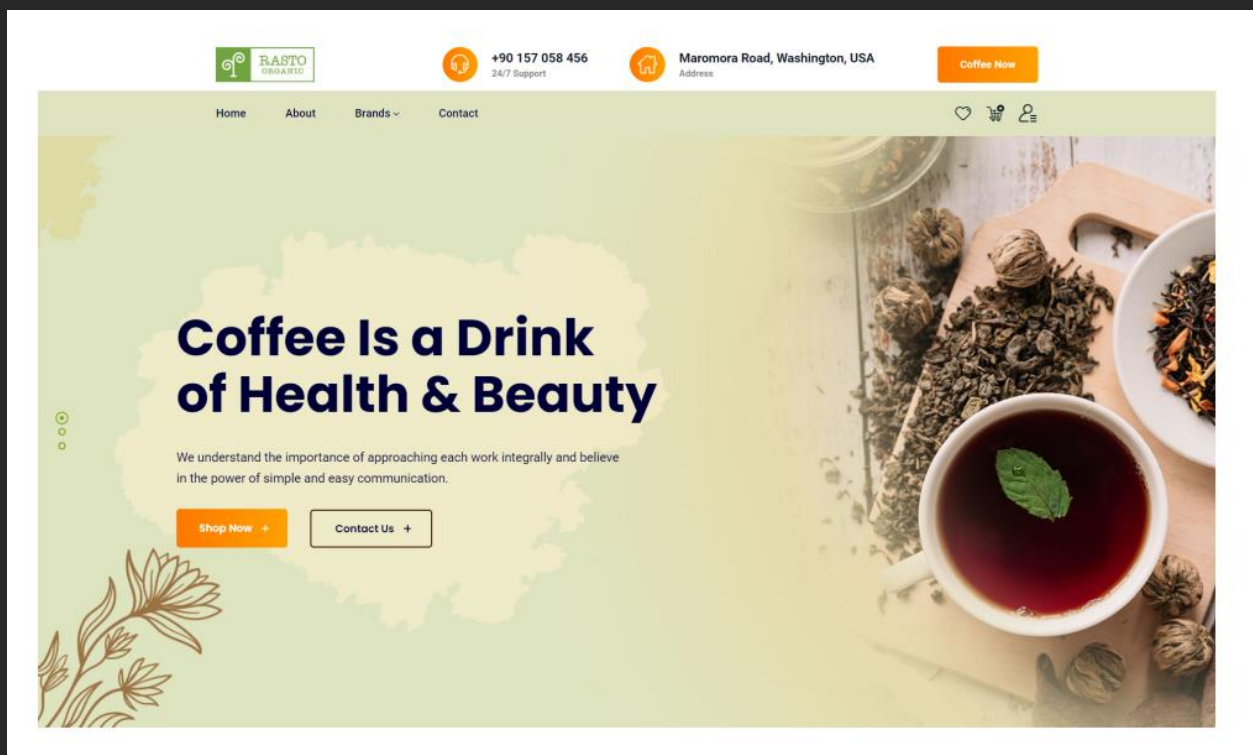 RASTO
ORGANIC
+90 157 058 456
24/7 Support
Maromora Road, Washington, USA
Address
Coffee Now
Home
About
Brands
Contact
Coffee Is a Drink
of Health & Beauty
We understand the importance of approaching each work integrally and believe
in the power of simple and easy communication.
Shop Now +
Contact Us +